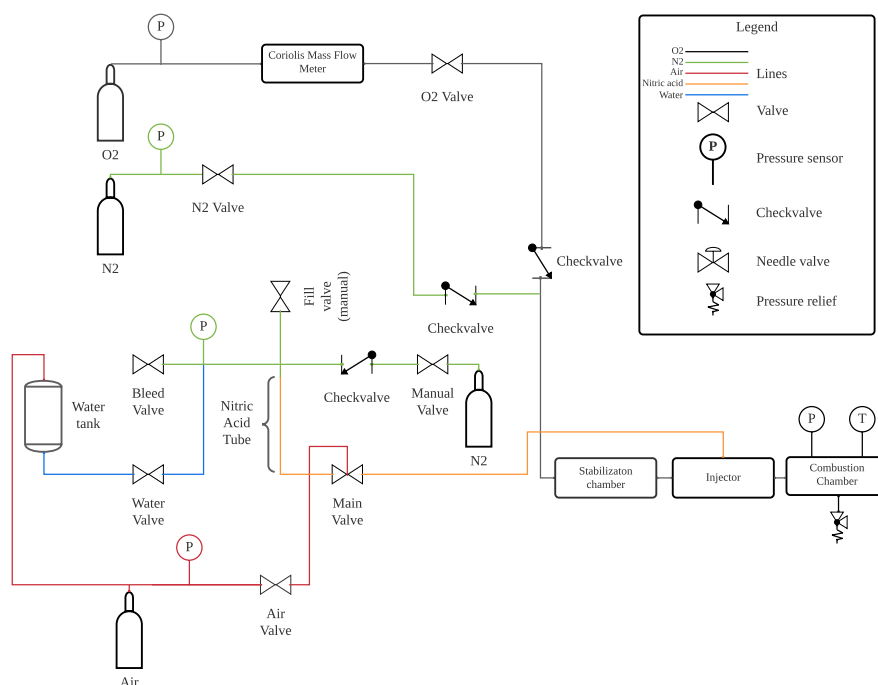 P
Coriolis Mass Flow
Meter
O2 Valve
O2
P
N2 Valve
N2
Checkvalve
Checkvalve
Fill
valve
(manual)
P
Bleed
Valve
Checkvalve
Manual
Valve
N2
Water
tank
Nitric
Acid
Tube
Water
Valve
Main
Valve
P
Air
Valve
Air
Stabilizaton
chamber
Injector
P
T
Combustion
Chamber
Legend
O2
N2
Air
Nitric acid
Water
Lines
Valve
P
Pressure sensor
Checkvalve
Needle valve
Pressure relief